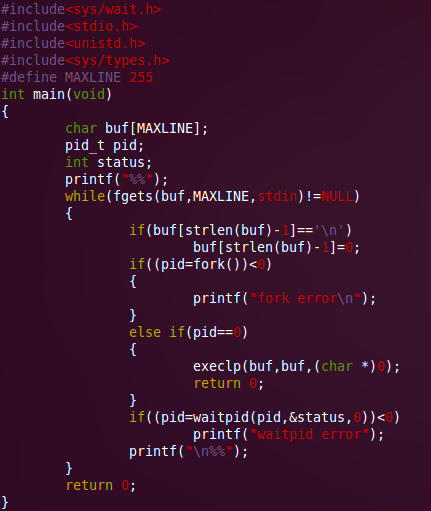 #include<sys/wait.h>
#include<stdio.h>
#include<unistd.h>
#include<sys/types.h>
#define MAXLINE 255
int main(void)
{
        char buf[MAXLINE];
        pid_t pid;
        int status;
        printf("%%");
        while(fgets(buf,MAXLINE,stdin)!=NULL)
        {
                if(buf[strlen(buf)-1]=='\n')
                        buf[strlen(buf)-1]=0;
                if((pid=fork())<0)
                {
                        printf("fork error\n");
                }
                else if(pid==0)
                {
                        execlp(buf,buf,(char *)0);
                        return 0;
                }
                if((pid=waitpid(pid,&status,0))<0)
                        printf("waitpid error");
                printf("\n%%");
        }
        return 0;
}